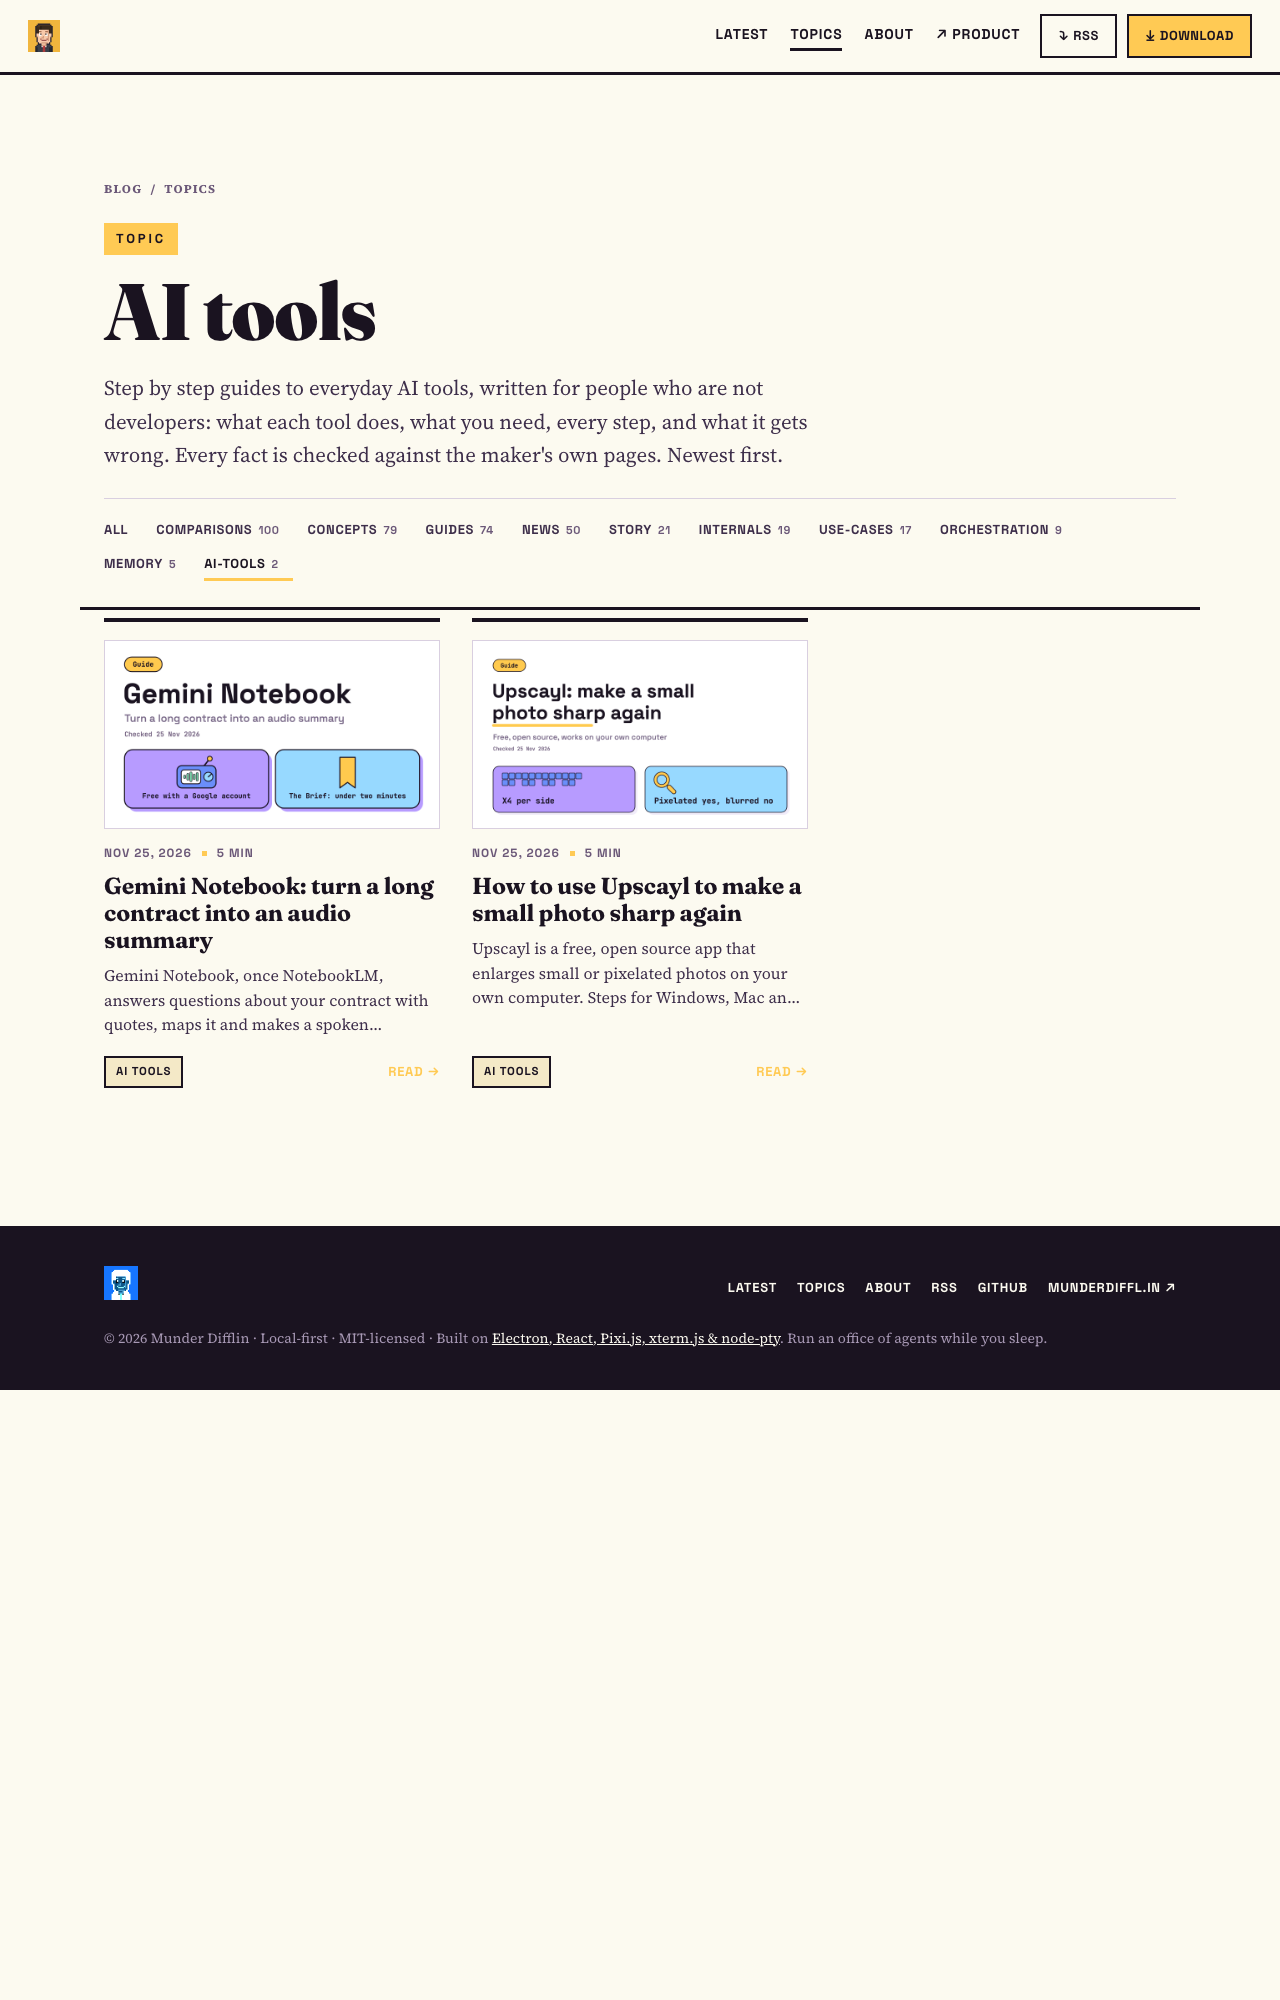 LATEST TOPICS ABOUT ↗ PRODUCT ⤵ RSS ⤓ DOWNLOAD
BLOG / TOPICS
TOPIC
AI tools
Step by step guides to everyday AI tools, written for people who are not
developers: what each tool does, what you need, every step, and what it gets
wrong. Every fact is checked against the maker's own pages. Newest first.
ALL COMPARISONS 100 CONCEPTS 79 GUIDES 74 NEWS 50 STORY 21 INTERNALS 19 USE-CASES 17 ORCHESTRATION 9
MEMORY 5 AI-TOOLS 2
Guide
Gemini Notebook
Turn a long contract into an audio summary
Checked 25 Nov 2026
Free with a Google account
The Brief: under two minutes
NOV 25, 2026 ▪ 5 MIN
Gemini Notebook: turn a long
contract into an audio
summary
Gemini Notebook, once NotebookLM,
answers questions about your contract with
quotes, maps it and makes a spoken...
AI TOOLS READ →
Guide
Upscayl: make a small
photo sharp again
Free, open source, works on your own computer
Checked 25 Nov 2026
X4 per side
Pixelated yes, blurred no
NOV 25, 2026 ▪ 5 MIN
How to use Upscayl to make a
small photo sharp again
Upscayl is a free, open source app that
enlarges small or pixelated photos on your
own computer. Steps for Windows, Mac an...
AI TOOLS READ →
LATEST TOPICS ABOUT RSS GITHUB MUNDERDIFFL.IN ↗
© 2026 Munder Difflin · Local-first · MIT-licensed · Built on Electron, React, Pixi.js, xterm.js & node-pty. Run an office of agents while you sleep.